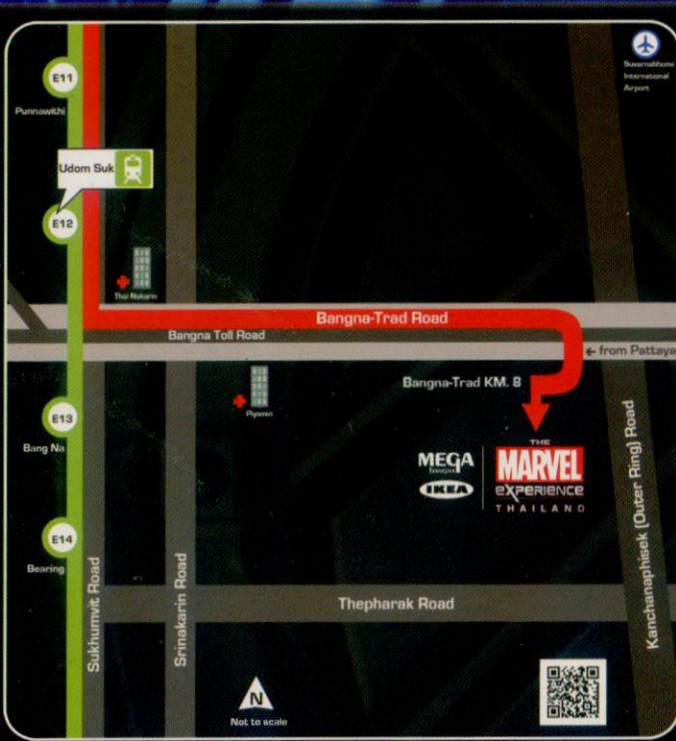 E11
Punnawithi
Suvarnabhumi
International
Airport
Udom Suk
E12
Thai Nakarin
Bangna-Trad Road
Bangna Toll Road
← from Pattaya
Bangna-Trad KM. 8
Piyamin
E13
Bang Na
MEGA
bangna
IKEA
THE
MARVEL
EXPERIENCE
THAILAND
E14
Bearing
Sukhumvit Road
Srinakarin Road
Kanchanaphisek (Outer Ring) Road
Thepharak Road
N
Not to scale